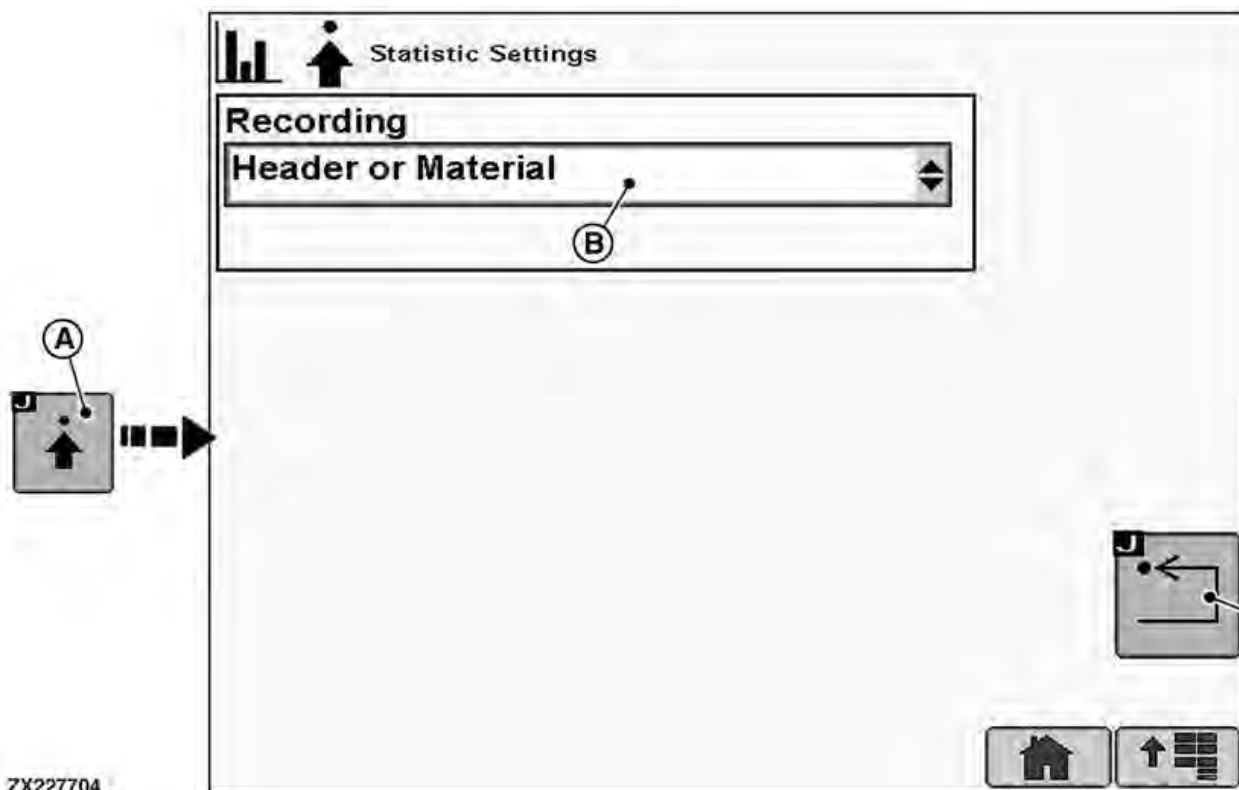 Statistic Settings
Recording
Header or Material
B
A
J
J
ZX227704